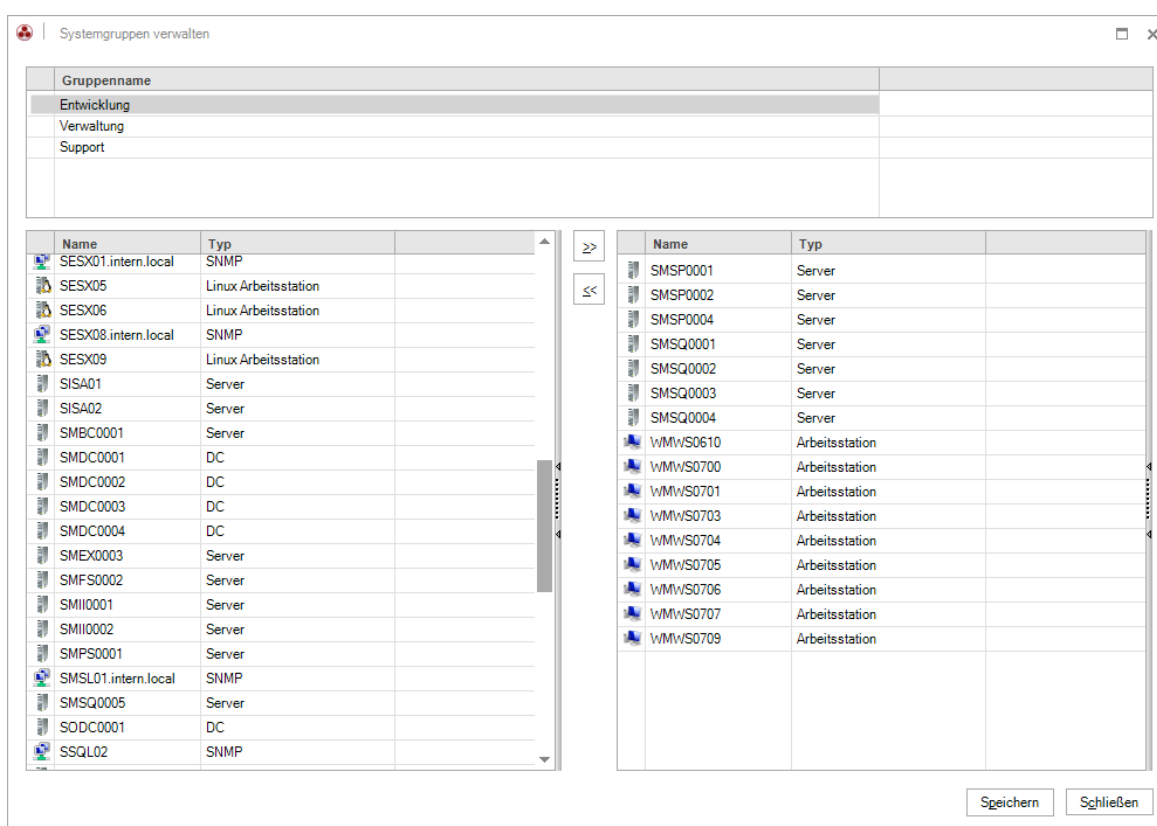 Systemgruppen verwalten
Gruppenname
Entwicklung
Verwaltung
Support
Name Typ
SESX01.intern.local SNMP
SESX05 Linux Arbeitsstation
SESX06 Linux Arbeitsstation
SESX08.intern.local SNMP
SESX09 Linux Arbeitsstation
SISA01 Server
SISA02 Server
SMBC0001 Server
SMDC0001 DC
SMDC0002 DC
SMDC0003 DC
SMDC0004 DC
SMEX0003 Server
SMFS0002 Server
SMII0001 Server
SMII0002 Server
SMPS0001 Server
SMSL01.intern.local SNMP
SMSQ0005 Server
SODC0001 DC
SSQL02 SNMP
>>
<<
Name Typ
SMSP0001 Server
SMSP0002 Server
SMSP0004 Server
SMSQ0001 Server
SMSQ0002 Server
SMSQ0003 Server
SMSQ0004 Server
WMWS0610 Arbeitsstation
WMWS0700 Arbeitsstation
WMWS0701 Arbeitsstation
WMWS0703 Arbeitsstation
WMWS0704 Arbeitsstation
WMWS0705 Arbeitsstation
WMWS0706 Arbeitsstation
WMWS0707 Arbeitsstation
WMWS0709 Arbeitsstation
Speichern Schließen